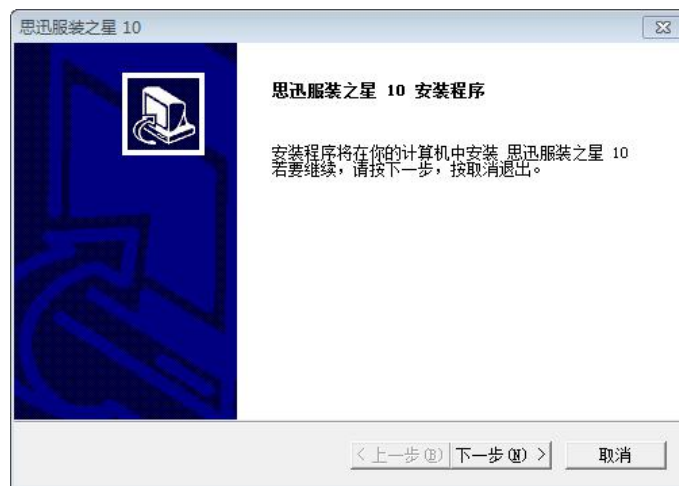 思迅服装之星 10
思迅服装之星 10 安装程序
安装程序将在你的计算机中安装 思迅服装之星 10
若要继续，请按下一步，按取消退出。
< 上一步(B) 下一步(N) > 取消